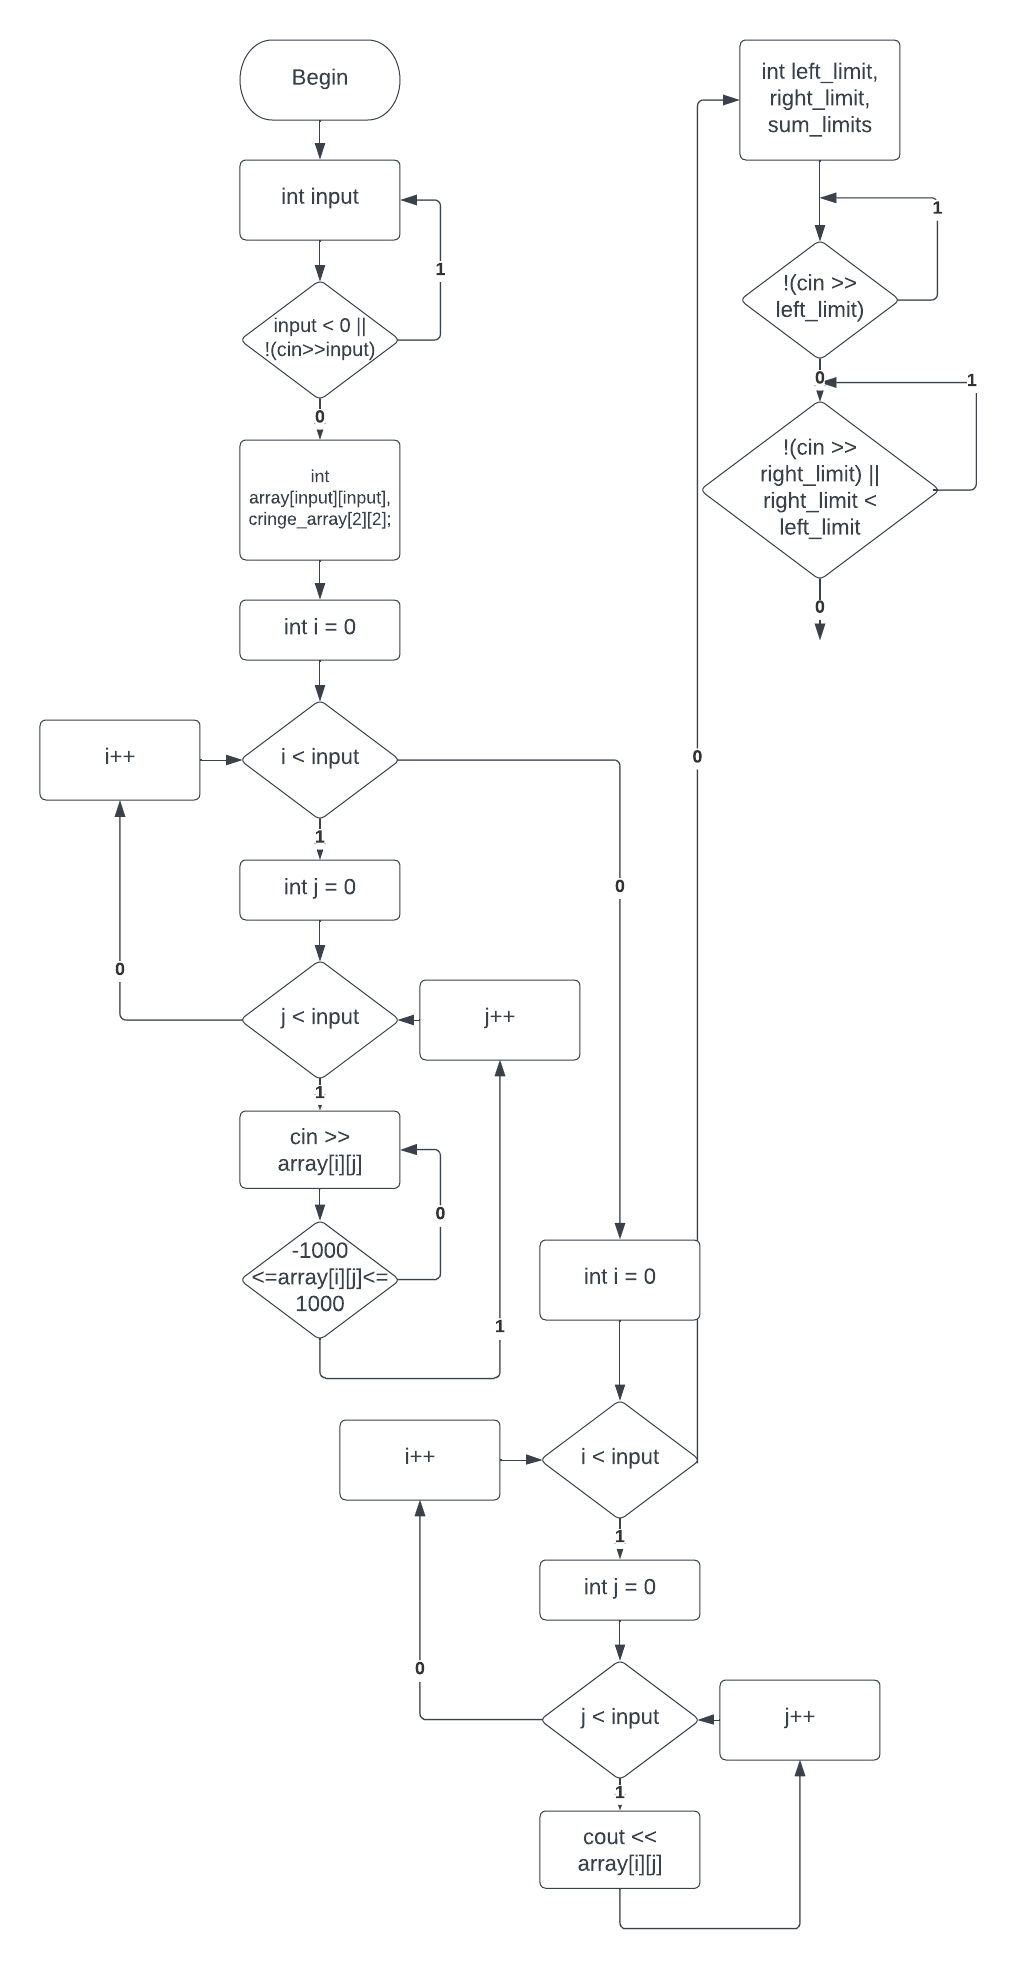 Begin
int input
input < 0 ||
!(cin>>input)
1
0
int
array[input][input],
cringe_array[2][2];
int i = 0
i < input
i++
0
1
int j = 0
j < input
j++
0
1
cin >>
array[i][j]
0
-1000
<=array[i][j]<=
1000
1
int i = 0
i < input
i++
0
1
int j = 0
j < input
j++
0
1
cout <<
array[i][j]
int left_limit,
right_limit,
sum_limits
1
!(cin >>
left_limit)
0
1
!(cin >>
right_limit) ||
right_limit <
left_limit
0